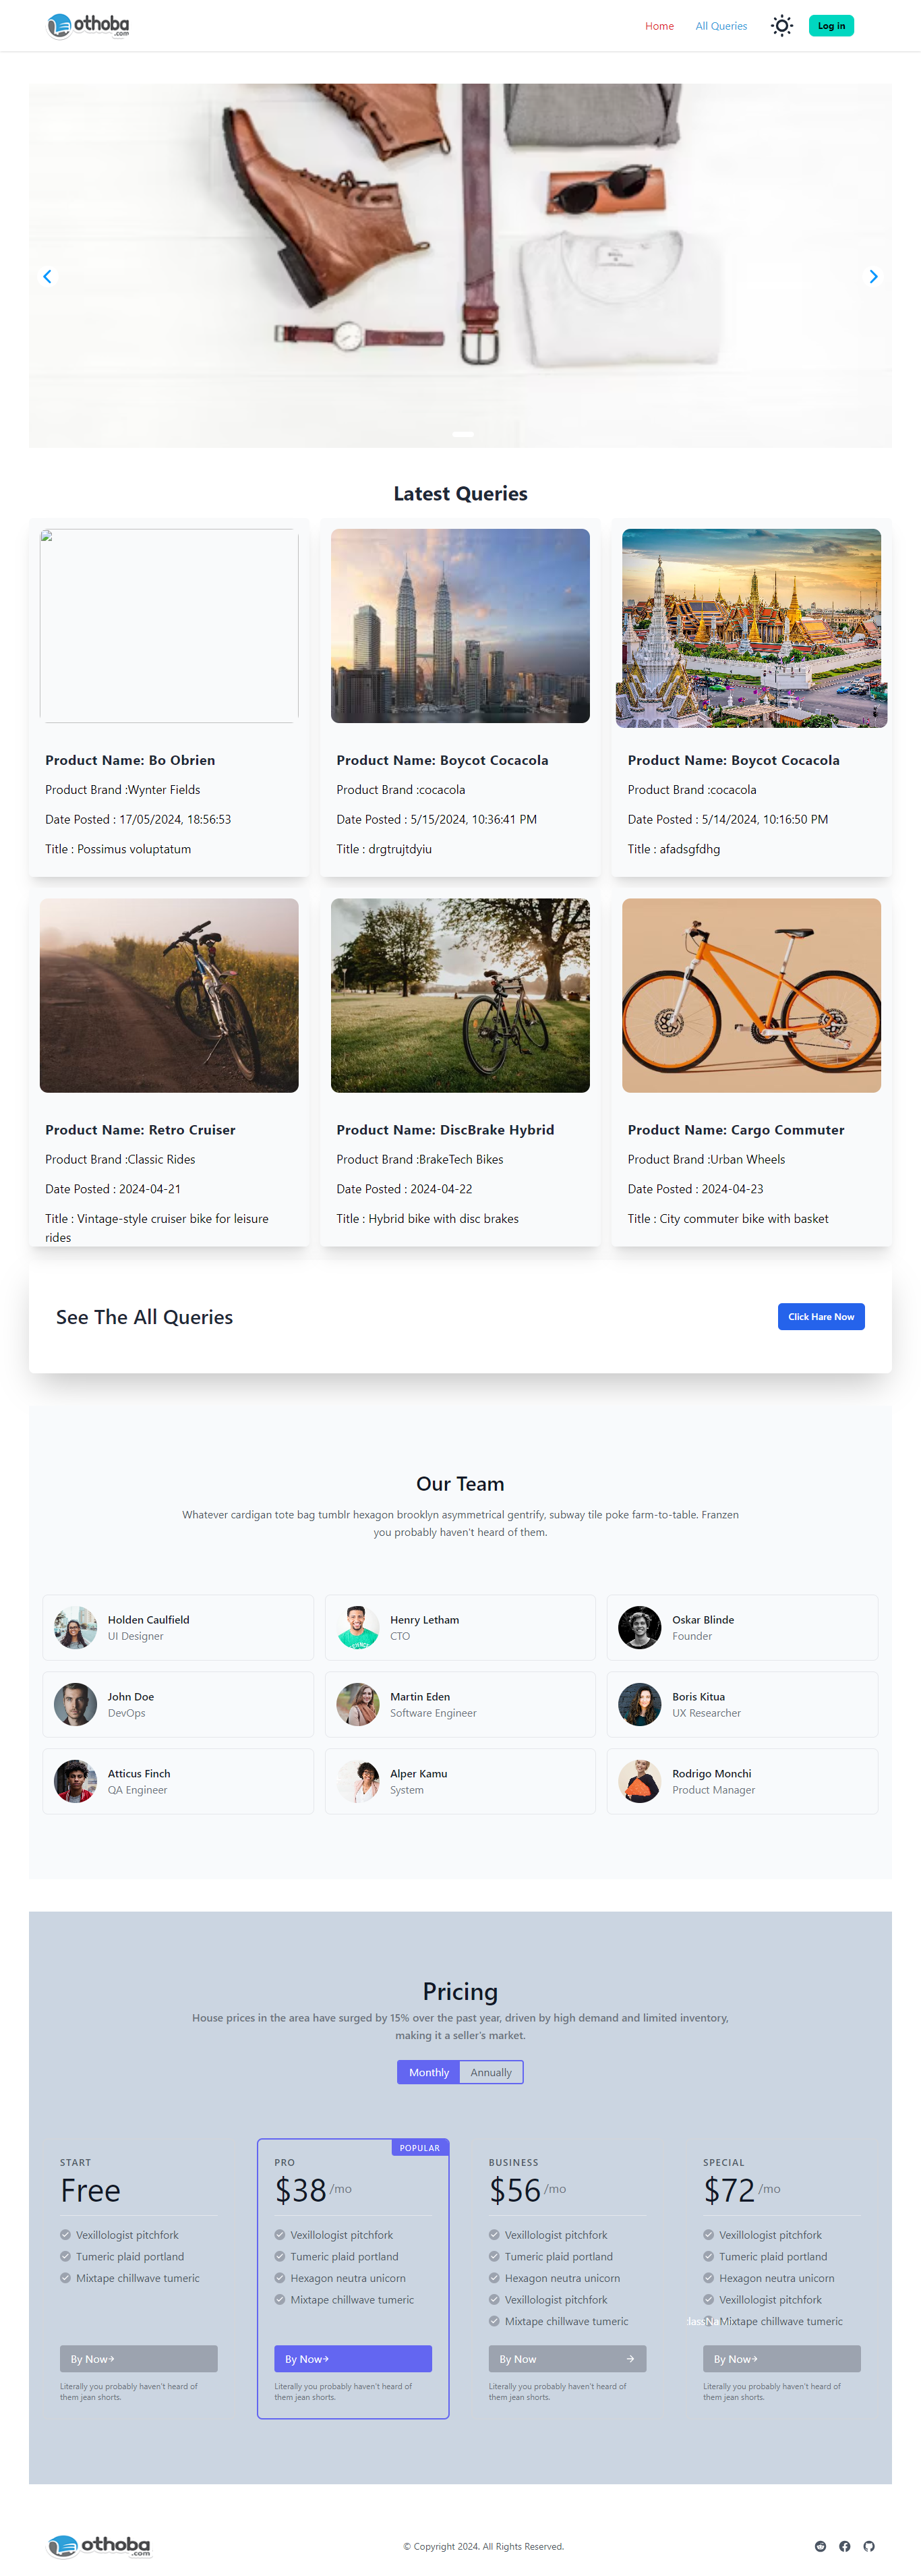 othoba
.com
Home
All Queries
Log in
Latest Queries
Product Name: Bo Obrien
Product Brand :Wynter Fields
Date Posted : 17/05/2024, 18:56:53
Title : Possimus voluptatum
Product Name: Boycot Cocacola
Product Brand :cocacola
Date Posted : 5/15/2024, 10:36:41 PM
Title : drgtrujtdyiu
Product Name: Boycot Cocacola
Product Brand :cocacola
Date Posted : 5/14/2024, 10:16:50 PM
Title : afadsgfdhg
Product Name: Retro Cruiser
Product Brand :Classic Rides
Date Posted : 2024-04-21
Title : Vintage-style cruiser bike for leisure
rides
Product Name: DiscBrake Hybrid
Product Brand :BrakeTech Bikes
Date Posted : 2024-04-22
Title : Hybrid bike with disc brakes
Product Name: Cargo Commuter
Product Brand :Urban Wheels
Date Posted : 2024-04-23
Title : City commuter bike with basket
See The All Queries
Click Hare Now
Our Team
Whatever cardigan tote bag tumblr hexagon brooklyn asymmetrical gentrify, subway tile poke farm-to-table. Franzen
you probably haven't heard of them.
Holden Caulfield
UI Designer
Henry Letham
CTO
Oskar Blinde
Founder
John Doe
DevOps
Martin Eden
Software Engineer
Boris Kitua
UX Researcher
Atticus Finch
QA Engineer
Alper Kamu
System
Rodrigo Monchi
Product Manager
Pricing
House prices in the area have surged by 15% over the past year, driven by high demand and limited inventory,
making it a seller's market.
Monthly
Annually
START
Free
Vexillologist pitchfork
Tumeric plaid portland
Mixtape chillwave tumeric
By Now
Literally you probably haven't heard of
them jean shorts.
POPULAR
PRO
$38 /mo
Vexillologist pitchfork
Tumeric plaid portland
Hexagon neutra unicorn
Mixtape chillwave tumeric
By Now
Literally you probably haven't heard of
them jean shorts.
BUSINESS
$56 /mo
Vexillologist pitchfork
Tumeric plaid portland
Hexagon neutra unicorn
Vexillologist pitchfork
Mixtape chillwave tumeric
By Now
Literally you probably haven't heard of
them jean shorts.
SPECIAL
$72 /mo
Vexillologist pitchfork
Tumeric plaid portland
Hexagon neutra unicorn
Vexillologist pitchfork
Mixtape chillwave tumeric
By Now
Literally you probably haven't heard of
them jean shorts.
othoba
.com
© Copyright 2024. All Rights Reserved.